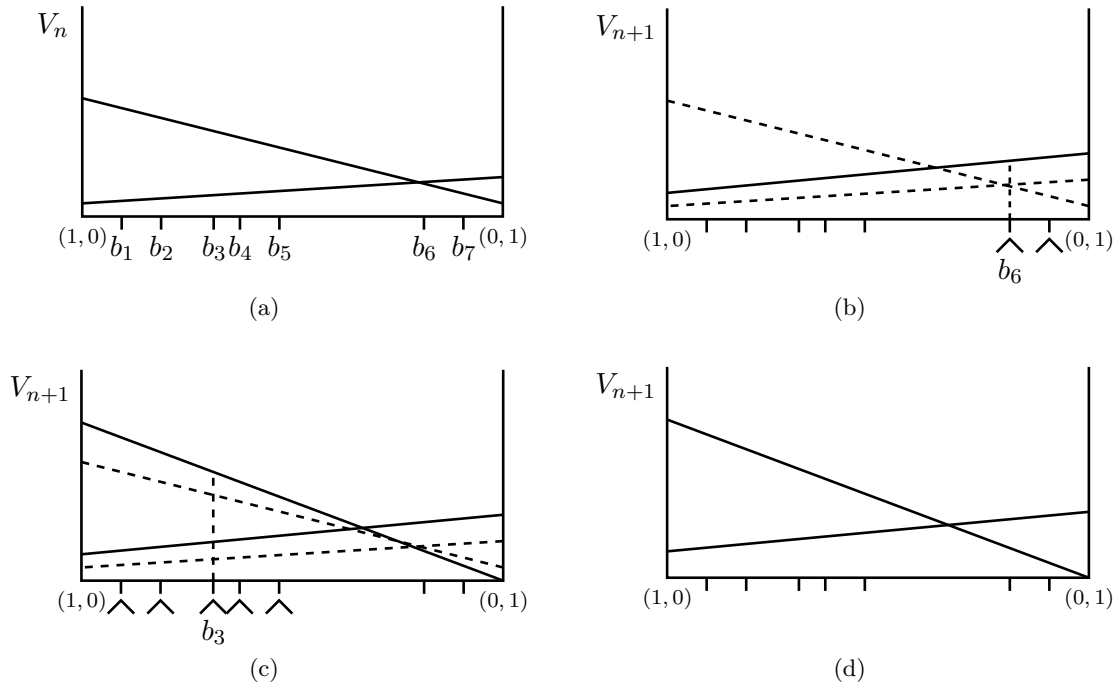 V_n
(1, 0) b_1 b_2 b_3 b_4 b_5 b_6 b_7 (0, 1)
(a)
V_{n+1}
(1, 0) (0, 1)
b_6
(b)
V_{n+1}
(1, 0) (0, 1)
b_3
(c)
V_{n+1}
(1, 0) (0, 1)
(d)